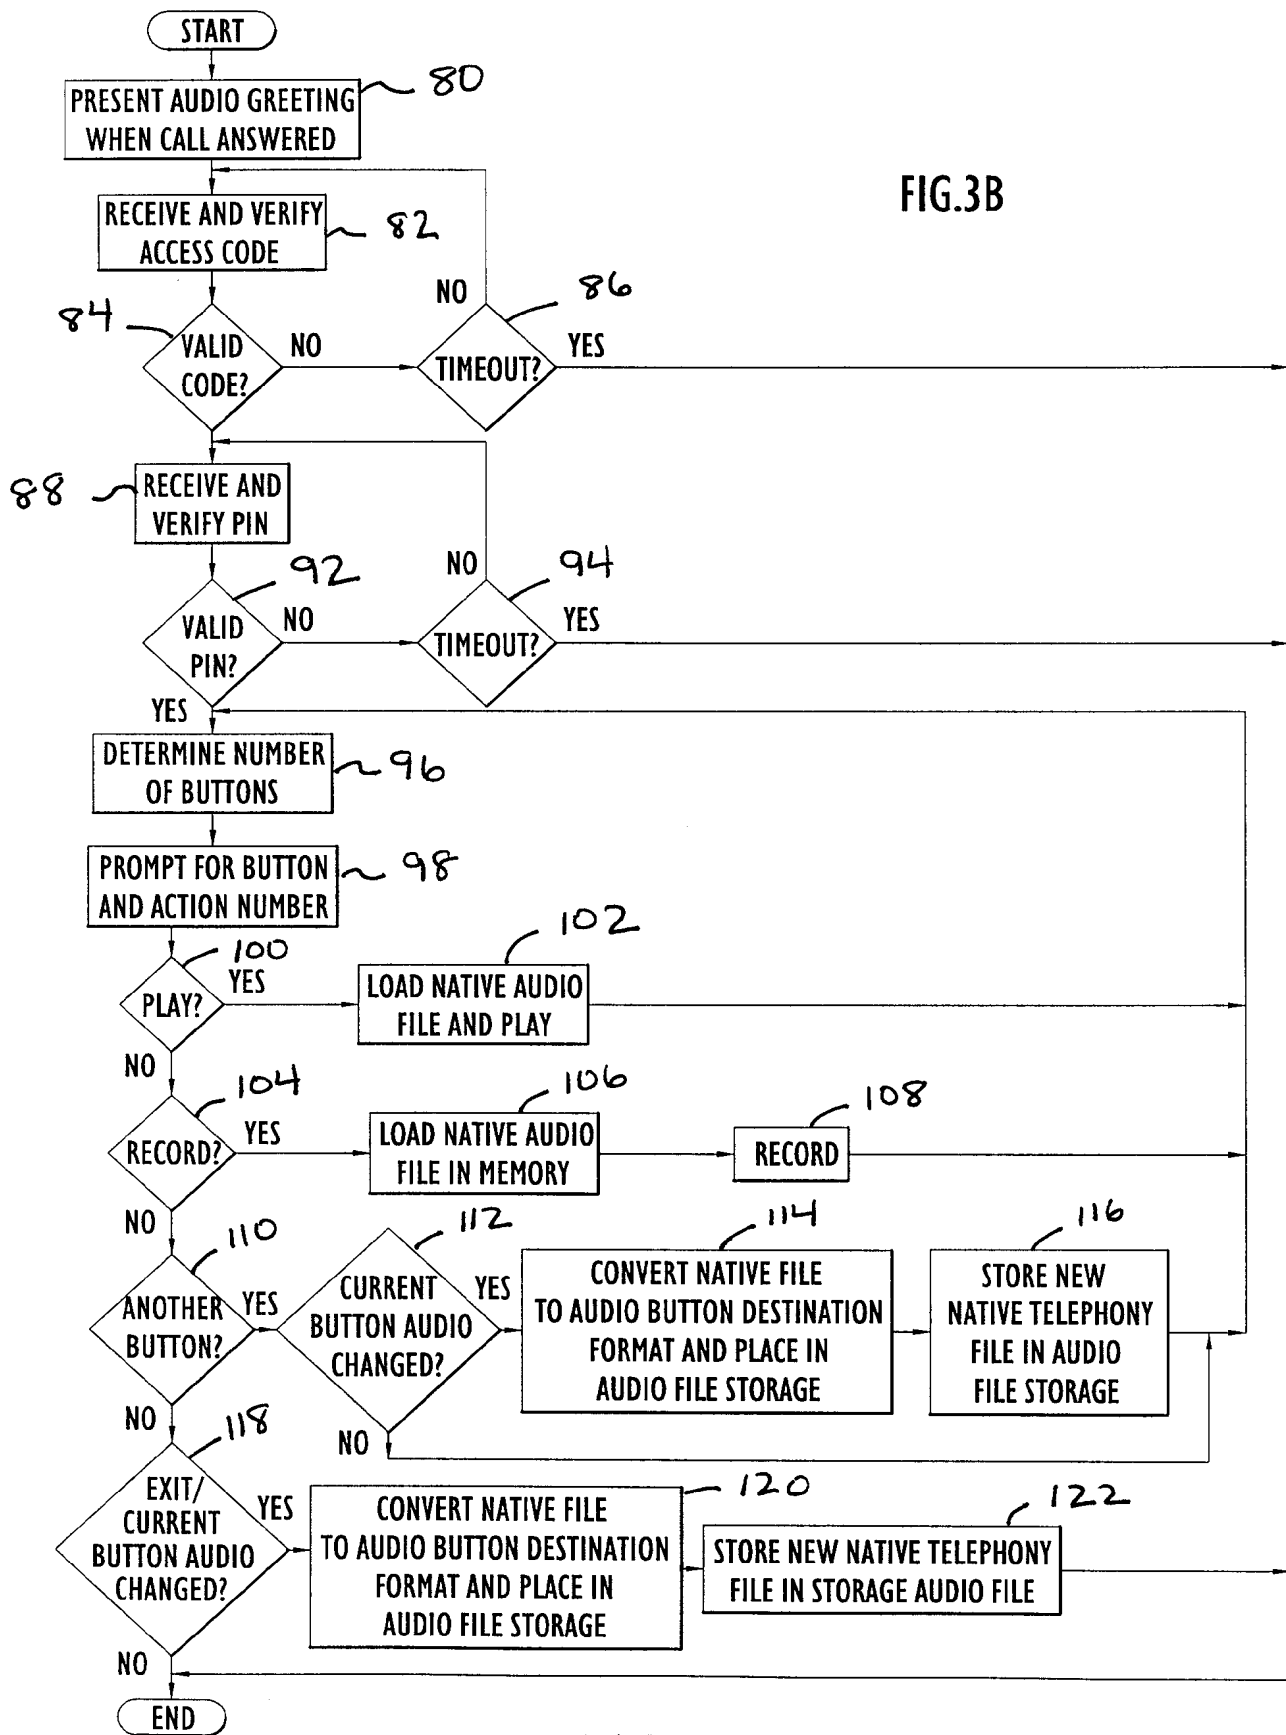 START
PRESENT AUDIO GREETING
WHEN CALL ANSWERED
80
FIG.3B
RECEIVE AND VERIFY
ACCESS CODE
82
84
VALID
CODE?
NO
NO
86
TIMEOUT?
YES
88
RECEIVE AND
VERIFY PIN
92
VALID
PIN?
NO
NO
94
TIMEOUT?
YES
YES
DETERMINE NUMBER
OF BUTTONS
96
PROMPT FOR BUTTON
AND ACTION NUMBER
98
100
PLAY?
YES
102
LOAD NATIVE AUDIO
FILE AND PLAY
NO
104
RECORD?
YES
106
LOAD NATIVE AUDIO
FILE IN MEMORY
108
RECORD
NO
110
ANOTHER
BUTTON?
YES
112
CURRENT
BUTTON AUDIO
CHANGED?
YES
114
CONVERT NATIVE FILE
TO AUDIO BUTTON DESTINATION
FORMAT AND PLACE IN
AUDIO FILE STORAGE
116
STORE NEW
NATIVE TELEPHONY
FILE IN AUDIO
FILE STORAGE
NO
NO
118
EXIT/
CURRENT
BUTTON AUDIO
CHANGED?
YES
120
CONVERT NATIVE FILE
TO AUDIO BUTTON DESTINATION
FORMAT AND PLACE IN
AUDIO FILE STORAGE
122
STORE NEW NATIVE TELEPHONY
FILE IN STORAGE AUDIO FILE
NO
END